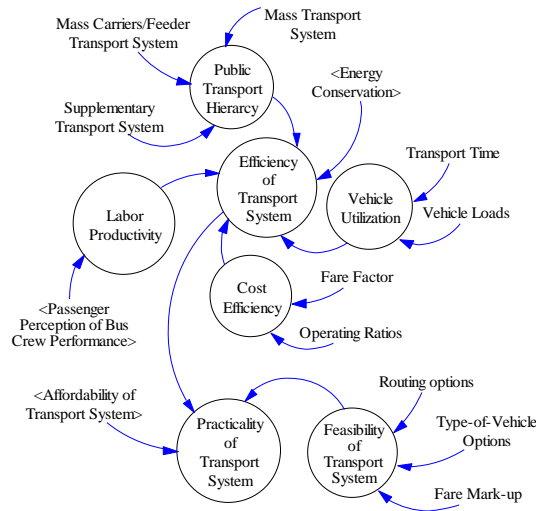 Mass Carriers/Feeder
Transport System
Mass Transport
System
Public
Transport
Hierarcy
<Energy
Conservation>
Supplementary
Transport System
Efficiency
of
Transport
System
Transport Time
Vehicle
Utilization
Vehicle Loads
Labor
Productivity
Cost
Efficiency
Fare Factor
<Passenger
Perception of Bus
Crew Performance>
Operating Ratios
<Affordability of
Transport System>
Practicality
of
Transport
System
Feasibility
of
Transport
System
Routing options
Type-of-Vehicle
Options
Fare Mark-up